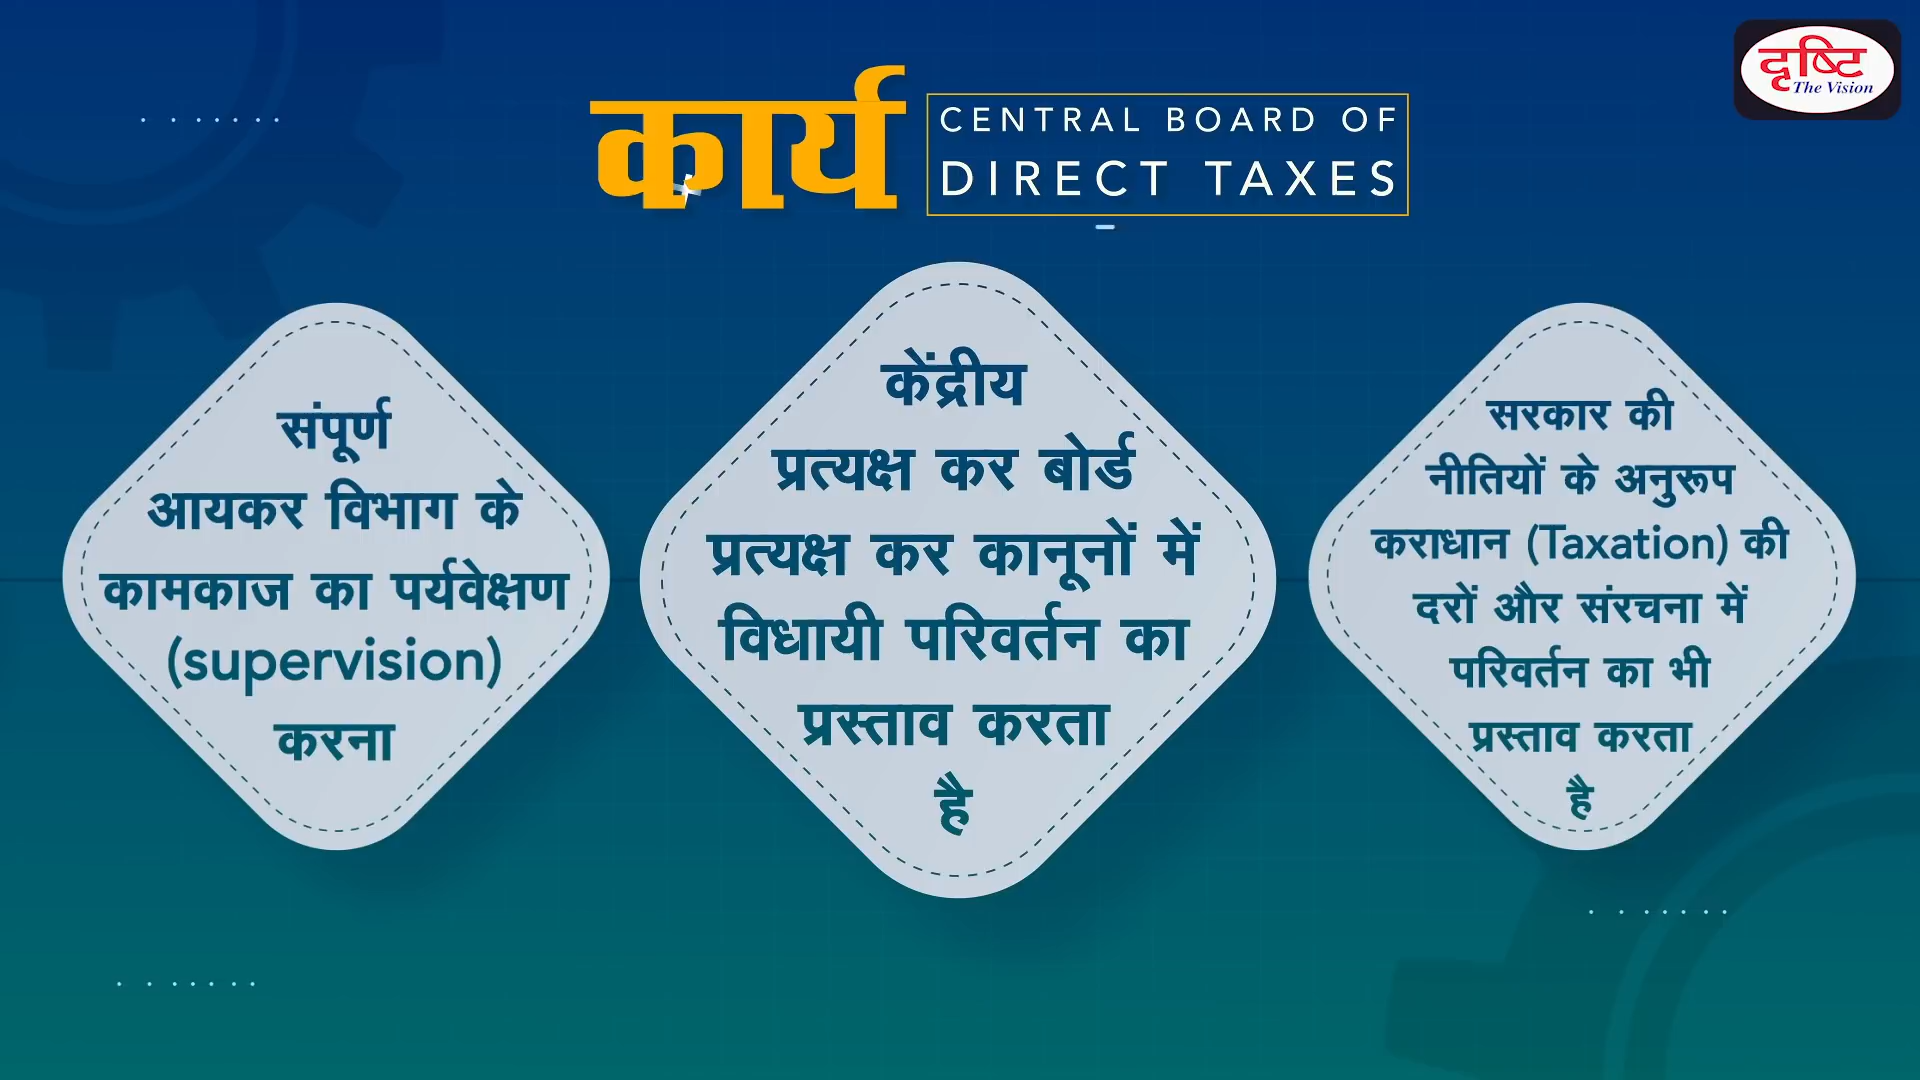 कार्य
CENTRAL BOARD OF
DIRECT TAXES
दृष्टि
The Vision
संपूर्ण
आयकर विभाग के
कामकाज का पर्यवेक्षण
(supervision)
करना
केंद्रीय
प्रत्यक्ष कर बोर्ड
प्रत्यक्ष कर कानूनों में
विधायी परिवर्तन का
प्रस्ताव करता
है
सरकार की
नीतियों के अनुरूप
कराधान (Taxation) की
दरों और संरचना में
परिवर्तन का भी
प्रस्ताव करता
है